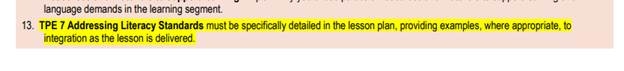 language demands in the learning segment.
13. TPE 7 Addressing Literacy Standards must be specifically detailed in the lesson plan, providing examples, where appropriate, to
integration as the lesson is delivered.